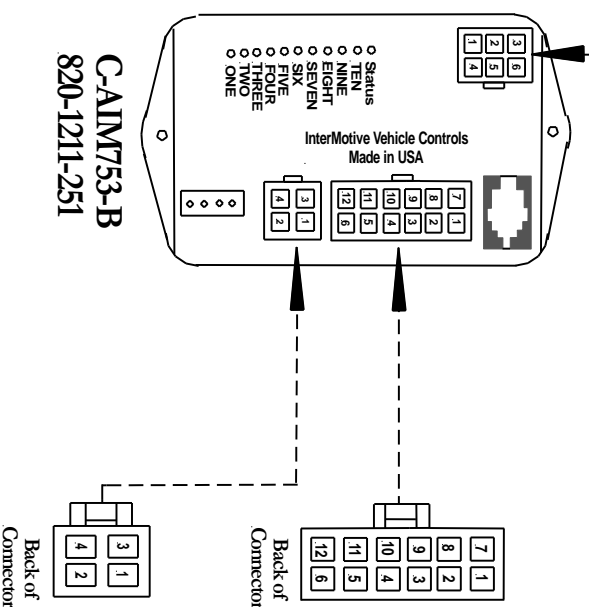 Status
TEN
NINE
EIGHT
SEVEN
SIX
FIVE
FOUR
THREE
TWO
ONE
InterMotive Vehicle Controls
Made in USA
1 2 3
4 5 6
4 3
2 1
12 11 10 9 8 7
6 5 4 3 2 1
C-AIM753-B
820-1211-251
4 3
2 1
Back of
Connector
12 11 10 9 8 7
6 5 4 3 2 1
Back of
Connector